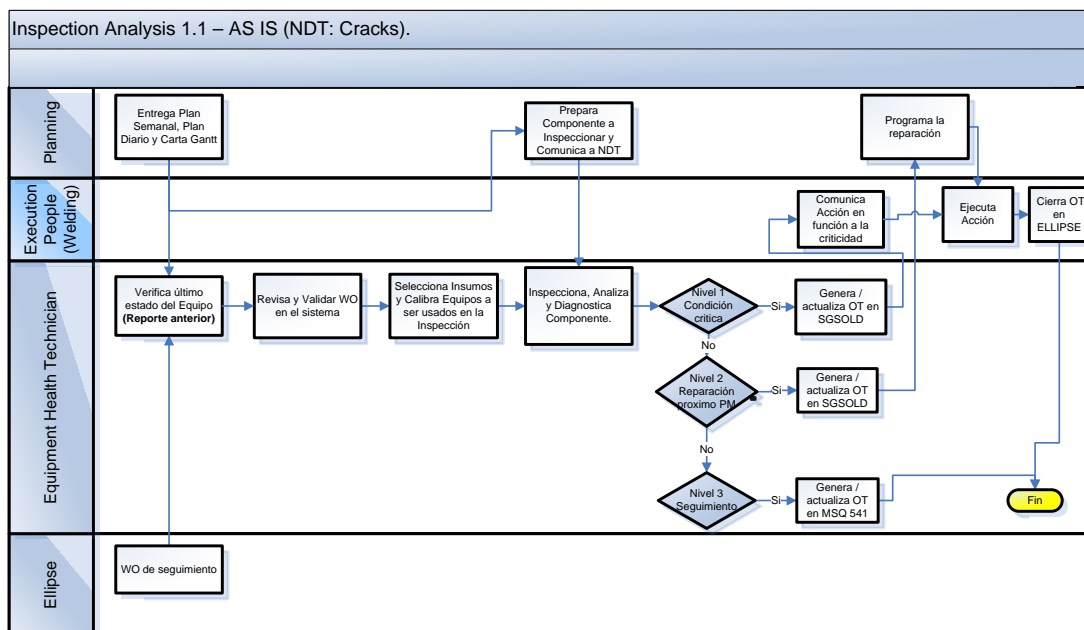 Inspection Analysis 1.1 – AS IS (NDT: Cracks).
Planning
Entrega Plan
Semanal, Plan
Diario y Carta Gantt
Prepara
Componente a
Inspeccionar y
Comunica a NDT
Programa la
reparación
Execution
People
(Welding)
Comunica
Acción en
función a la
criticidad
Ejecuta
Acción
Cierra OT
en
ELLIPSE
Equipment Health Technician
Verifica último
estado del Equipo
(Reporte anterior)
Revisa y Validar WO
en el sistema
Selecciona Insumos
y Calibra Equipos a
ser usados en la
Inspección
Inspecciona, Analiza
y Diagnostica
Componente.
Nivel 1
Condición
critica
Si
Genera /
actualiza OT en
SGSOLD
No
Nivel 2
Reparación
proximo PM
Si
Genera /
actualiza OT
en SGSOLD
No
Nivel 3
Seguimiento
Si
Genera /
actualiza OT
en MSQ 541
Fin
Ellipse
WO de seguimiento